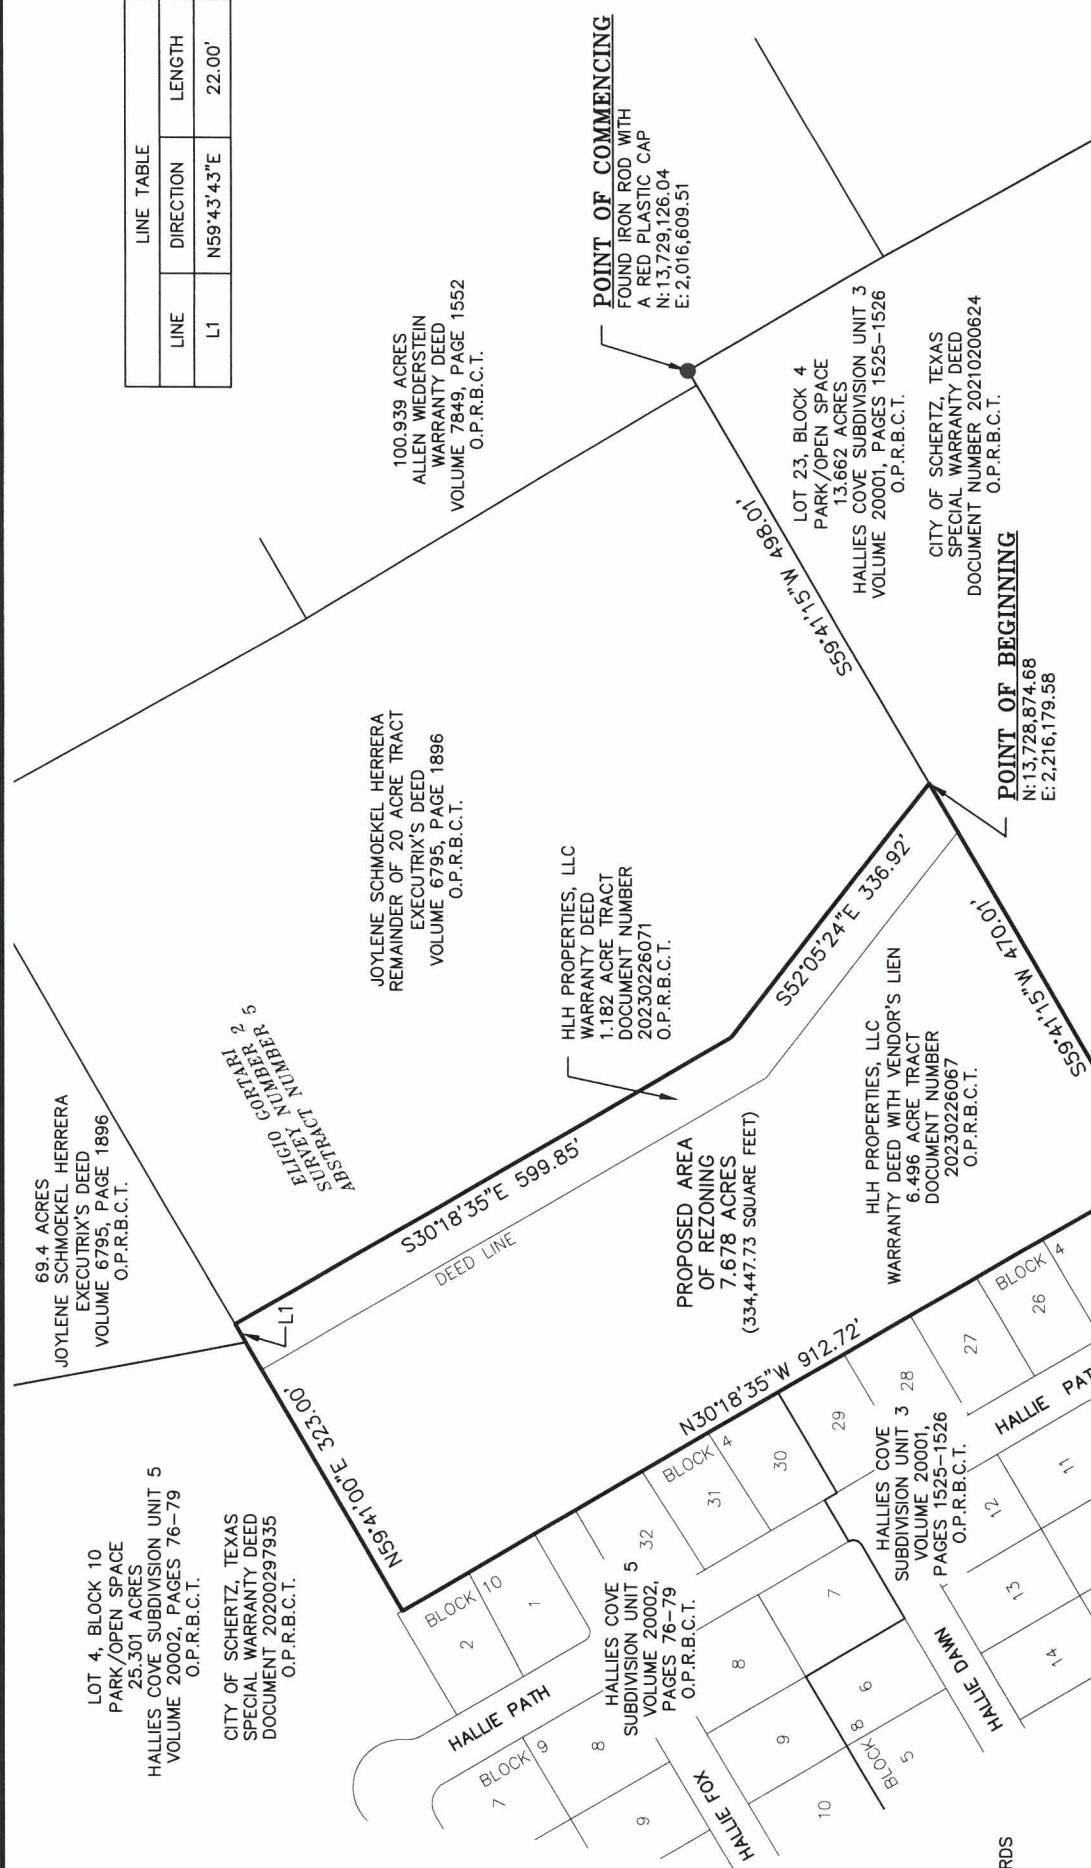 LINE TABLE
LINE DIRECTION LENGTH
L1 N59°43'43"E 22.00'
POINT OF COMMENCING
FOUND IRON ROD WITH
A RED PLASTIC CAP
N:13,729,126.04
E:2,016,609.51
100.939 ACRES
ALLEN WIEDERSTEIN
WARRANTY DEED
VOLUME 7849, PAGE 1552
O.P.R.B.C.T.
LOT 23, BLOCK 4
PARK/OPEN SPACE
13.662 ACRES
HALLIES COVE SUBDIVISION UNIT 3
VOLUME 20001, PAGES 1525-1526
O.P.R.B.C.T.
CITY OF SCHERTZ, TEXAS
SPECIAL WARRANTY DEED
DOCUMENT NUMBER 20210200624
O.P.R.B.C.T.
S59°41'15"W 498.01'
POINT OF BEGINNING
N:13,728,874.68
E:2,216,179.58
JOYLENE SCHMOEKEL HERRERA
REMAINDER OF 20 ACRE TRACT
EXECUTRIX'S DEED
VOLUME 6795, PAGE 1896
O.P.R.B.C.T.
69.4 ACRES
JOYLENE SCHMOEKEL HERRERA
EXECUTRIX'S DEED
VOLUME 6795, PAGE 1896
O.P.R.B.C.T.
ELIGIO GORTARI 2
SURVEY NUMBER 5
ABSTRACT NUMBER 5
HLH PROPERTIES, LLC
WARRANTY DEED
1.182 ACRE TRACT
DOCUMENT NUMBER
20230226071
O.P.R.B.C.T.
S52°05'24"E 336.92'
S59°41'15"W 470.01'
S30°18'35"E 599.85'
DEED LINE
L1
N59°41'00"E 323.00'
PROPOSED AREA
OF REZONING
7.678 ACRES
(334,447.73 SQUARE FEET)
HLH PROPERTIES, LLC
WARRANTY DEED WITH VENDOR'S LIEN
6.496 ACRE TRACT
DOCUMENT NUMBER
20230226067
O.P.R.B.C.T.
N30°18'35"W 912.72'
LOT 4, BLOCK 10
PARK/OPEN SPACE
25.301 ACRES
HALLIES COVE SUBDIVISION UNIT 5
VOLUME 20002, PAGES 76-79
O.P.R.B.C.T.
CITY OF SCHERTZ, TEXAS
SPECIAL WARRANTY DEED
DOCUMENT 20200297935
O.P.R.B.C.T.
BLOCK 10
2
1
32
BLOCK 4
31
30
29
28
27
BLOCK 4
26
HALLIES COVE
SUBDIVISION UNIT 5
VOLUME 20002,
PAGES 76-79
O.P.R.B.C.T.
HALLIES COVE
SUBDIVISION UNIT 3
VOLUME 20001,
PAGES 1525-1526
O.P.R.B.C.T.
HALLIE PATH
HALLIE PAT
BLOCK 9
7
8
9
HALLIE FOX
8
7
9
6
10
BLOCK 8
5
HALLIE DAWN
11
12
13
14
RDS